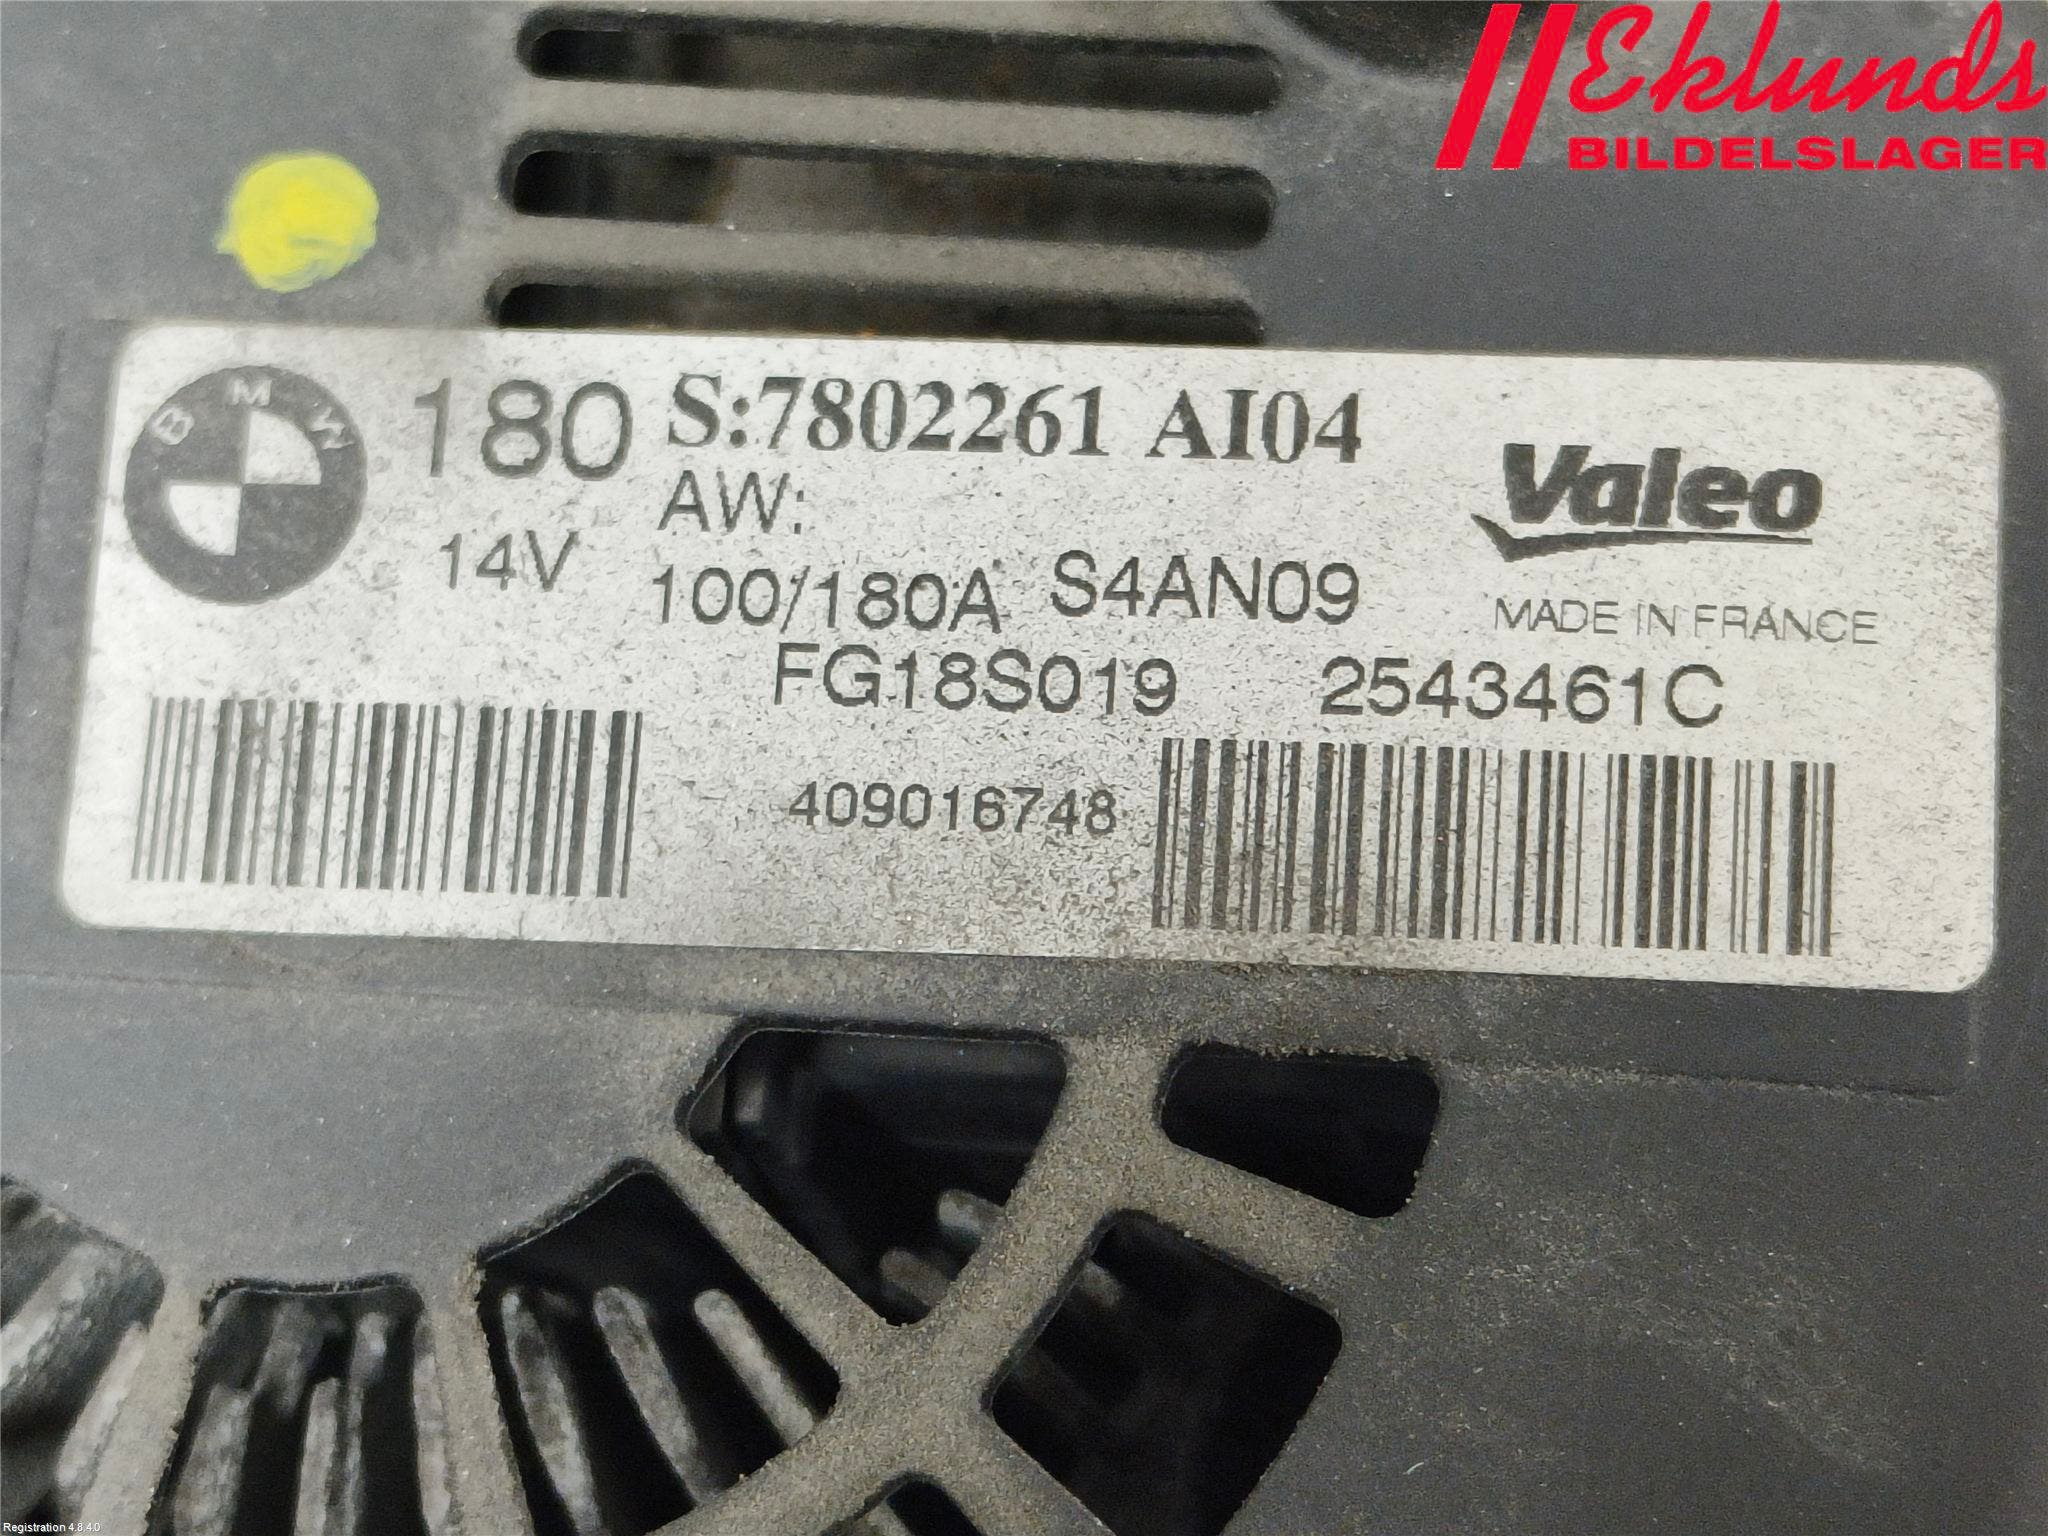 Eklunds
BILDELSLAGER
BMW
180 S:7802261 AI04
AW:
14V
100/180A S4AN09
Valeo
MADE IN FRANCE
FG18S019 2543461C
409016748
Registration 4.8.4.0